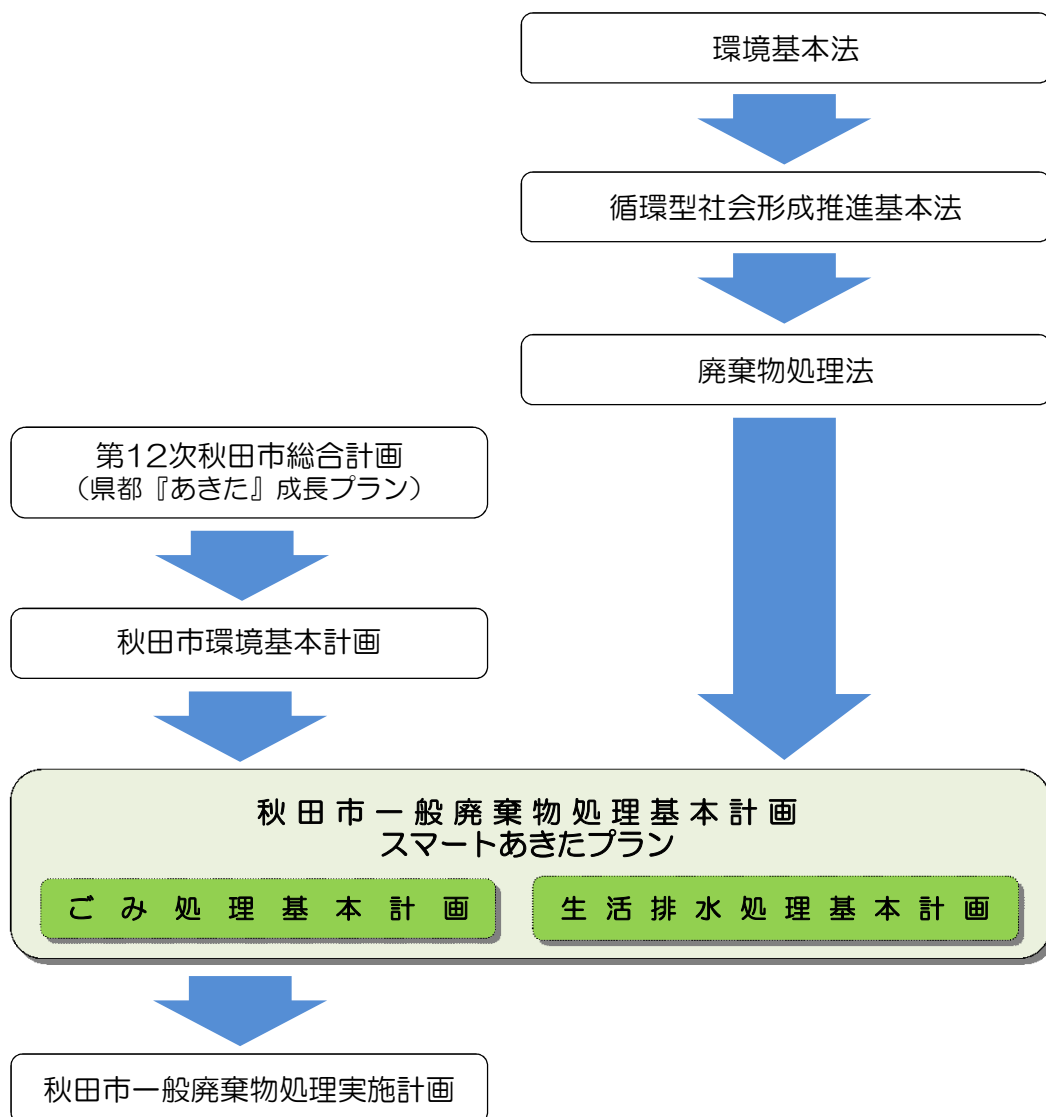 環境基本法
循環型社会形成推進基本法
廃棄物処理法
第12次秋田市総合計画
（県都『あきた』成長プラン）
秋田市環境基本計画
秋田市一般廃棄物処理基本計画
スマートあきたプラン
ごみ処理基本計画
生活排水処理基本計画
秋田市一般廃棄物処理実施計画